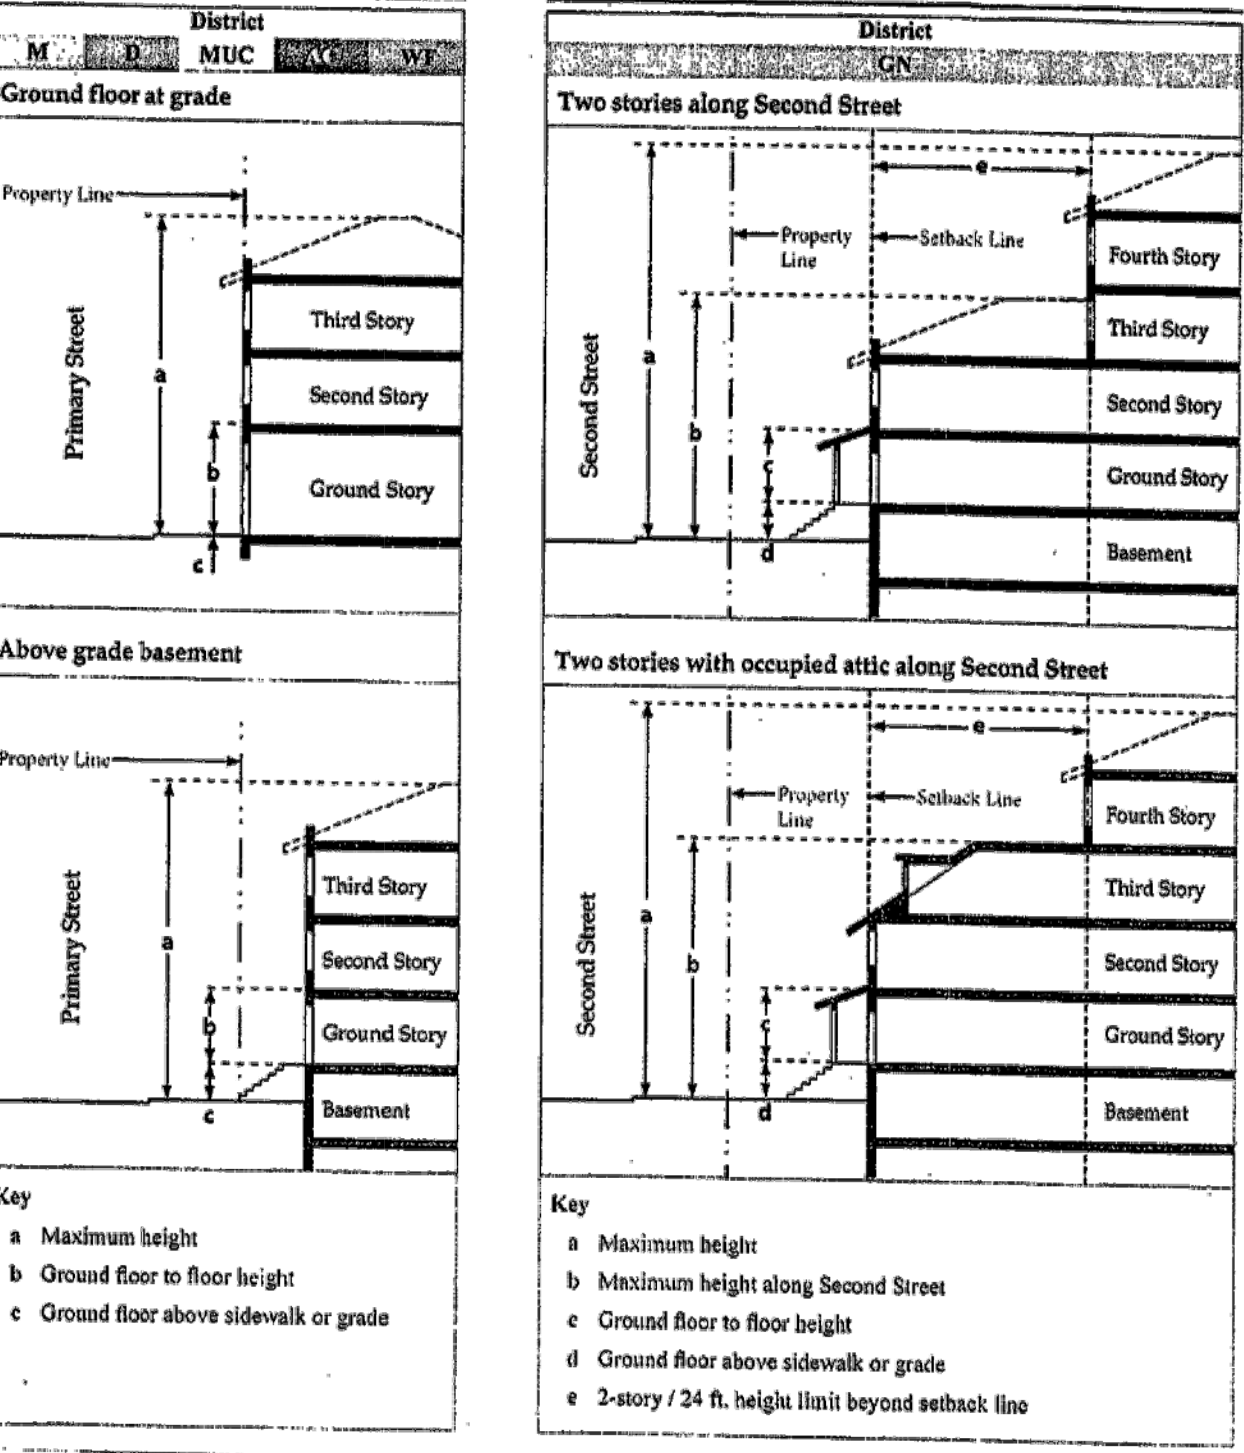 District
M D MUC AC WF
Ground floor at grade
Property Line
Primary Street
a
b
c
Third Story
Second Story
Ground Story
Above grade basement
Property Line
Primary Street
a
b
c
Third Story
Second Story
Ground Story
Basement
Key
a Maximum height
b Ground floor to floor height
c Ground floor above sidewalk or grade
District
GN
Two stories along Second Street
e
Property
Line
Setback Line
Second Street
a
b
c
d
Fourth Story
Third Story
Second Story
Ground Story
Basement
Two stories with occupied attic along Second Street
e
Property
Line
Setback Line
Second Street
a
b
c
d
Fourth Story
Third Story
Second Story
Ground Story
Basement
Key
a Maximum height
b Maximum height along Second Street
c Ground floor to floor height
d Ground floor above sidewalk or grade
e 2-story / 24 ft. height limit beyond setback line